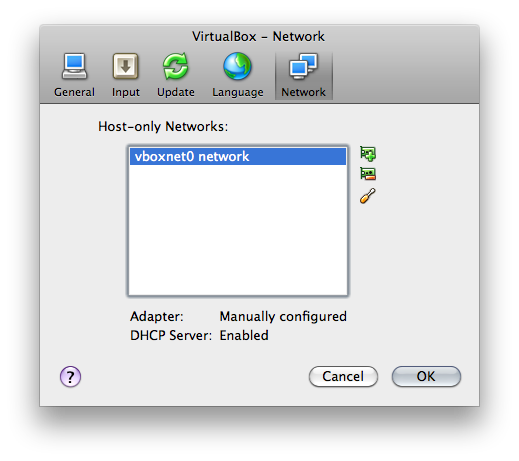 VirtualBox – Network
General Input Update Language Network
Host-only Networks:
vboxnet0 network
Adapter: Manually configured
DHCP Server: Enabled
? Cancel OK